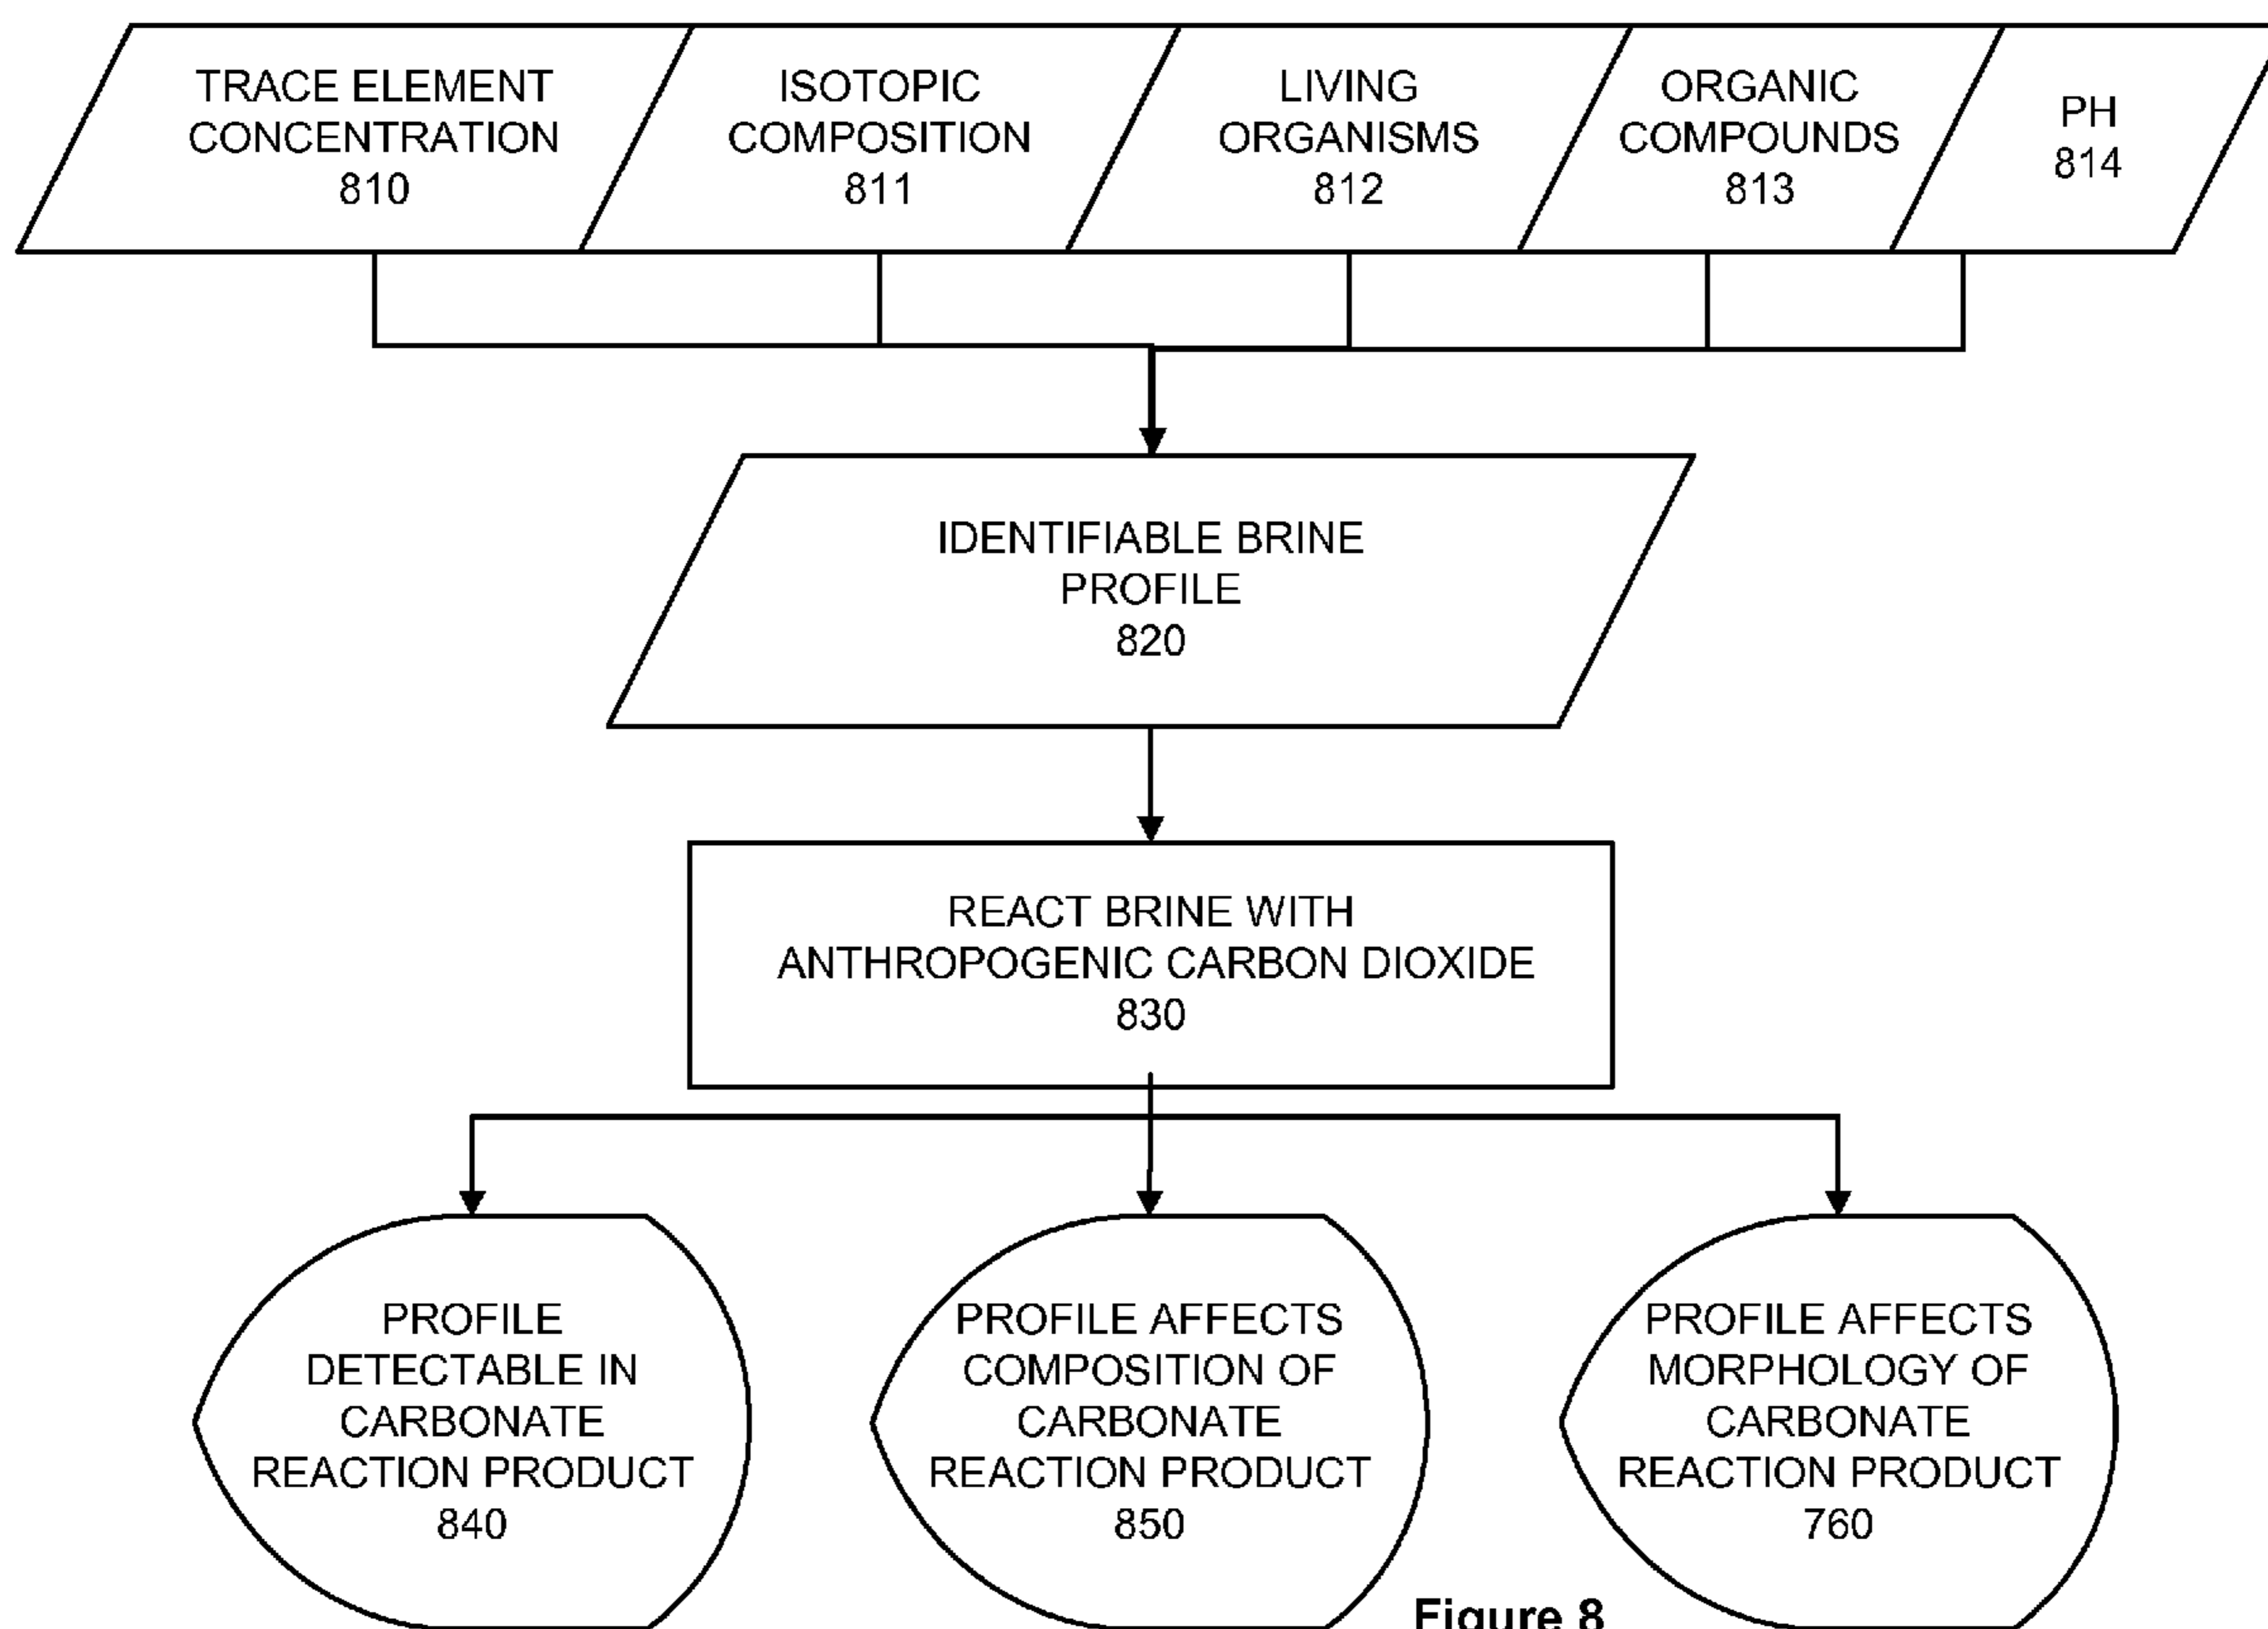 TRACE ELEMENT
CONCENTRATION
810
ISOTOPIC
COMPOSITION
811
LIVING
ORGANISMS
812
ORGANIC
COMPOUNDS
813
PH
814
IDENTIFIABLE BRINE
PROFILE
820
REACT BRINE WITH
ANTHROPOGENIC CARBON DIOXIDE
830
PROFILE
DETECTABLE IN
CARBONATE
REACTION PRODUCT
840
PROFILE AFFECTS
COMPOSITION OF
CARBONATE
REACTION PRODUCT
850
PROFILE AFFECTS
MORPHOLOGY OF
CARBONATE
REACTION PRODUCT
760
Figure 8